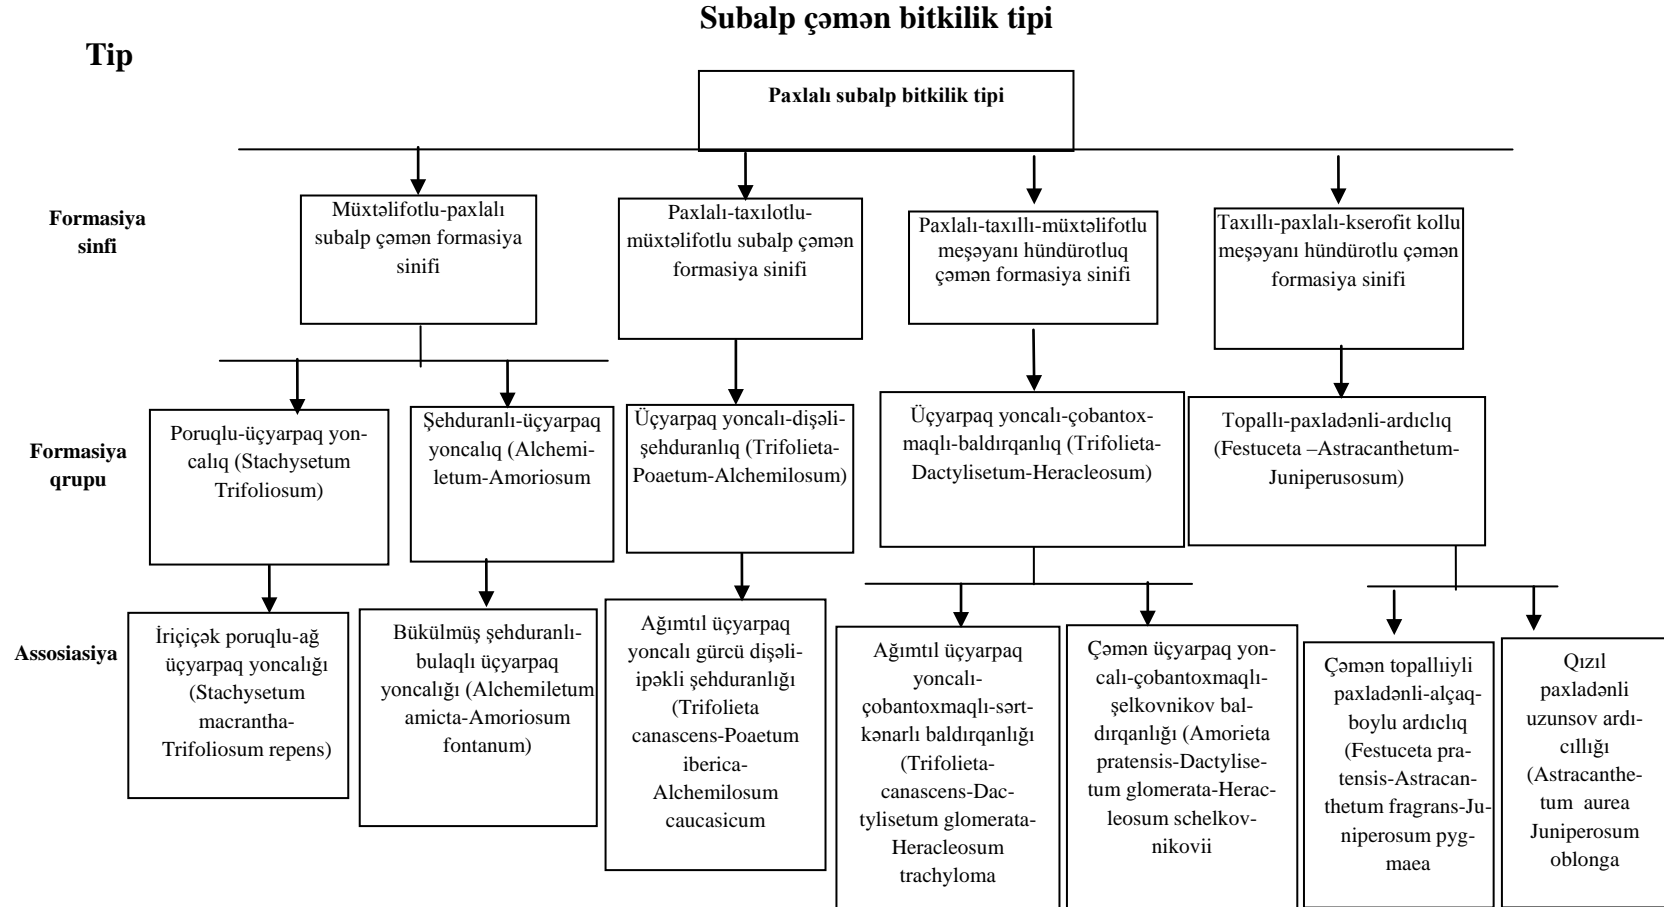 Subalp çəmən bitkilik tipi
Tip
Paxlalı subalp bitkilik tipi
Formasiya
sinfi
Müxtəlifotlu-paxlalı
subalp çəmən formasiya
sinifi
Paxlalı-taxılotlu-
müxtəlifotlu subalp çəmən
formasiya sinifi
Paxlalı-taxıllı-müxtəlifotlu
meşəyanı hündürotluq
çəmən formasiya sinifi
Taxıllı-paxlalı-kserofit kollu
meşəyanı hündürotlu çəmən
formasiya sinifi
Formasiya
qrupu
Poruqlu-üçyarpaq yon-
calıq (Stachysetum
Trifoliosum)
Şehduranlı-üçyarpaq
yoncalıq (Alchemi-
letum-Amoriosum
Üçyarpaq yoncalı-dişəli-
şehduranlıq (Trifolieta-
Poaetum-Alchemilosum)
Üçyarpaq yoncalı-çobantox-
maqlı-baldırqanlıq (Trifolieta-
Dactylisetum-Heracleosum)
Topallı-paxladənli-ardıclıq
(Festuceta –Astracanthetum-
Juniperusosum)
Assosiasiya
İriçiçək poruqlu-ağ
üçyarpaq yoncalığı
(Stachysetum
macrantha-
Trifoliosum repens)
Bükülmüş şehduranlı-
bulaqlı üçyarpaq
yoncalığı (Alchemiletum
amicta-Amoriosum
fontanum)
Ağımtıl üçyarpaq
yoncalı gürcü dişəli-
ipəkli şehduranlığı
(Trifolieta
canascens-Poaetum
iberica-
Alchemilosum
caucasicum
Ağımtıl üçyarpaq
yoncalı-
çobantoxmaqlı-sərt-
kənarlı baldırqanlığı
(Trifolieta-
canascens-Dac-
tylisetum glomerata-
Heracleosum
trachyloma
Çəmən üçyarpaq yon-
calı-çobantoxmaqlı-
şelkovnikov bal-
dırqanlığı (Amorieta
pratensis-Dactylise-
tum glomerata-Herac-
leosum schelkov-
nikovii
Çəmən topallıiyli
paxladənli-alçaq-
boylu ardıclıq
(Festuceta pra-
tensis-Astracan-
thetum fragrans-Ju-
niperosum pyg-
maea
Qızıl
paxladənli
uzunsov ardı-
cıllığı
(Astracanthe-
tum aurea
Juniperosum
oblonga